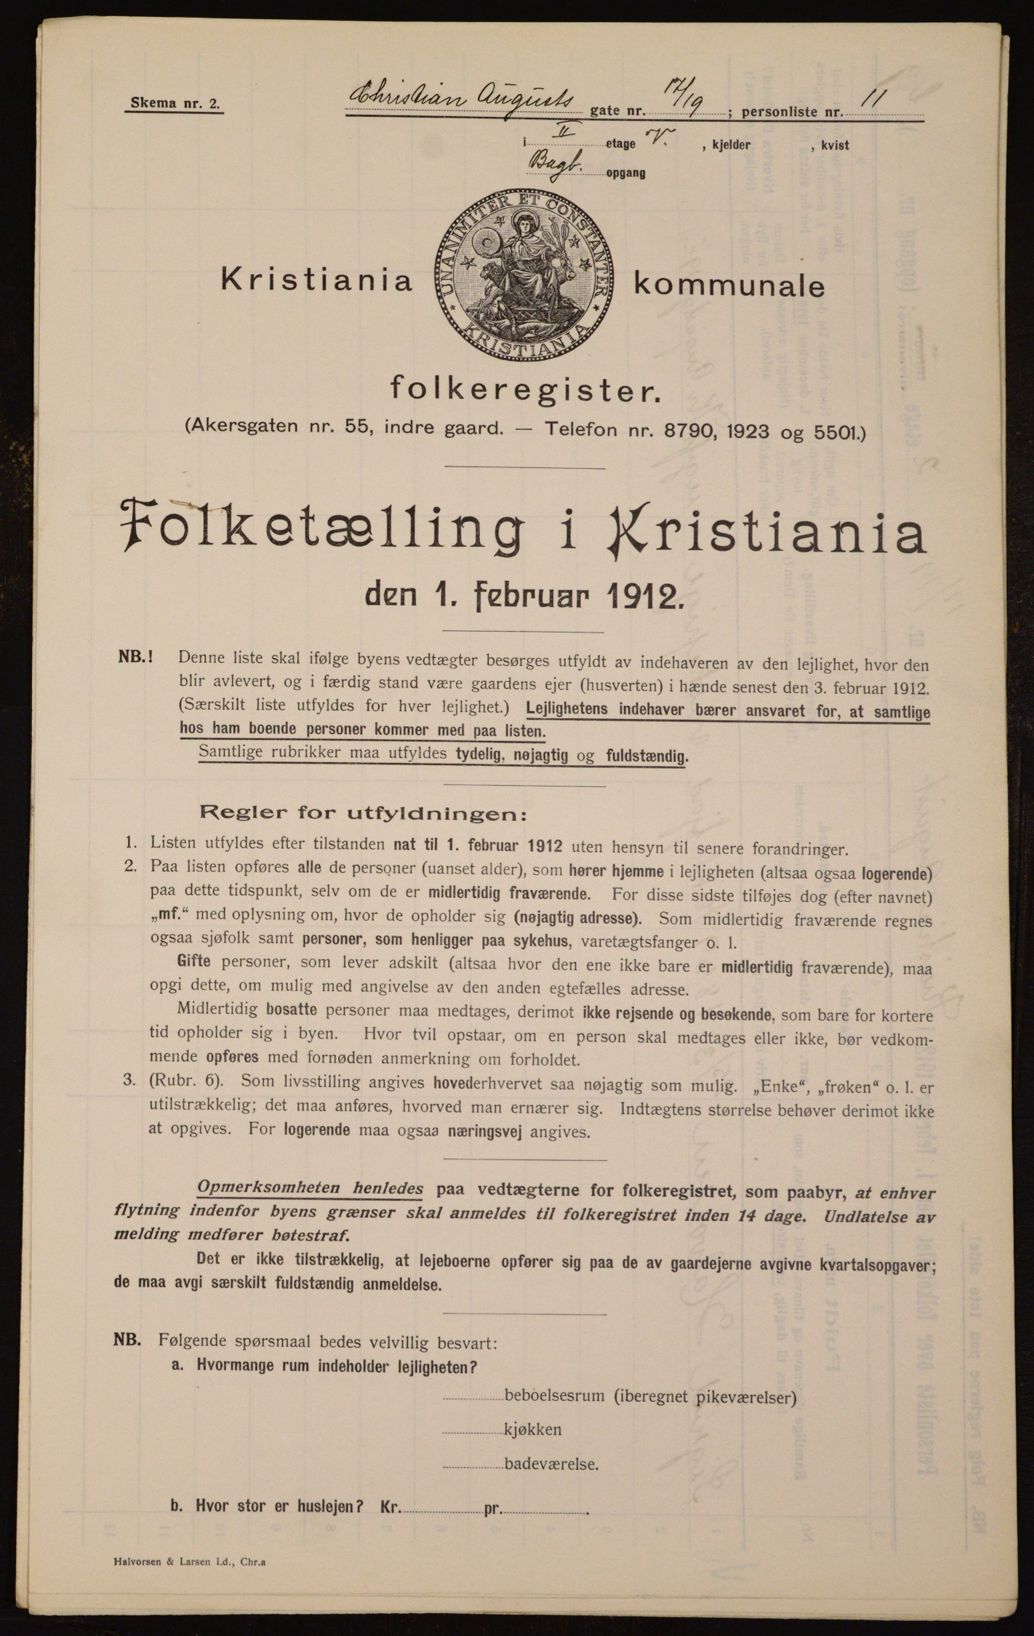 Skema nr. 2.
Christian Augusts gate nr. 17/19; personliste nr. 11
i II etage V. , kjelder , kvist
Bagb. opgang
UNANIMITER ET CONSTANTER
KRISTIANIA
Kristiania kommunale
folkeregister.
(Akersgaten nr. 55, indre gaard. — Telefon nr. 8790, 1923 og 5501.)
Folketælling i Kristiania
den 1. februar 1912.
NB.! Denne liste skal ifølge byens vedtægter besørges utfyldt av indehaveren av den lejlighet, hvor den
blir avlevert, og i færdig stand være gaardens ejer (husverten) i hænde senest den 3. februar 1912.
(Særskilt liste utfyldes for hver lejlighet.) Lejlighetens indehaver bærer ansvaret for, at samtlige
hos ham boende personer kommer med paa listen.
Samtlige rubrikker maa utfyldes tydelig, nøjagtig og fuldstændig.
Regler for utfyldningen:
1. Listen utfyldes efter tilstanden nat til 1. februar 1912 uten hensyn til senere forandringer.
2. Paa listen opføres alle de personer (uanset alder), som hører hjemme i lejligheten (altsaa ogsaa logerende)
paa dette tidspunkt, selv om de er midlertidig fraværende. For disse sidste tilføjes dog (efter navnet)
„mf.“ med oplysning om, hvor de opholder sig (nøjagtig adresse). Som midlertidig fraværende regnes
ogsaa sjøfolk samt personer, som henligger paa sykehus, varetægtsfanger o. l.
Gifte personer, som lever adskilt (altsaa hvor den ene ikke bare er midlertidig fraværende), maa
opgi dette, om mulig med angivelse av den anden egtefælles adresse.
Midlertidig bosatte personer maa medtages, derimot ikke rejsende og besøkende, som bare for kortere
tid opholder sig i byen. Hvor tvil opstaar, om en person skal medtages eller ikke, bør vedkom-
mende opføres med fornøden anmerkning om forholdet.
3. (Rubr. 6). Som livsstilling angives hovederhvervet saa nøjagtig som mulig. „Enke“, „frøken“ o. l. er
utilstrækkelig; det maa anføres, hvorved man ernærer sig. Indtægtens størrelse behøver derimot ikke
at opgives. For logerende maa ogsaa næringsvej angives.
Opmerksomheten henledes paa vedtægterne for folkeregistret, som paabyr, at enhver
flytning indenfor byens grænser skal anmeldes til folkeregistret inden 14 dage. Undlatelse av
melding medfører bøtestraf.
Det er ikke tilstrækkelig, at lejeboerne opfører sig paa de av gaardejerne avgivne kvartalsopgaver;
de maa avgi særskilt fuldstændig anmeldelse.
NB. Følgende spørsmaal bedes velvillig besvart:
a. Hvormange rum indeholder lejligheten?
beboelsesrum (iberegnet pikeværelser)
kjøkken
badeværelse.
b. Hvor stor er huslejen? Kr. pr. .
Halvorsen & Larsen Ld., Chr.a